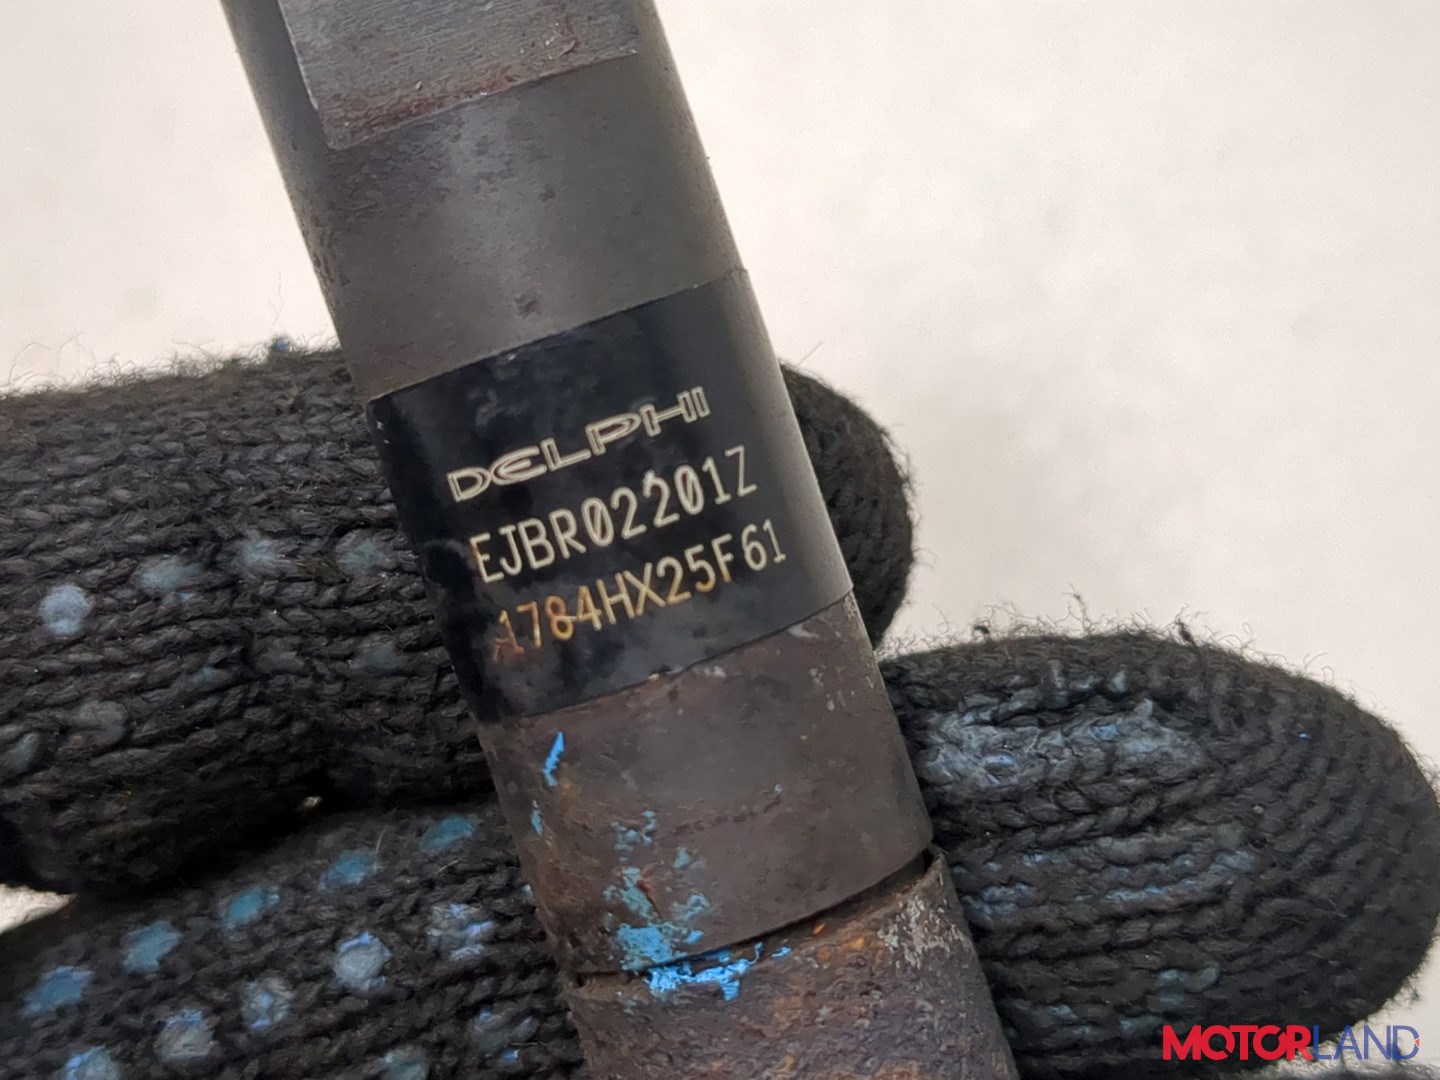 DELPHI
EJBR02201Z
1784HX25F61
MOTORLAND